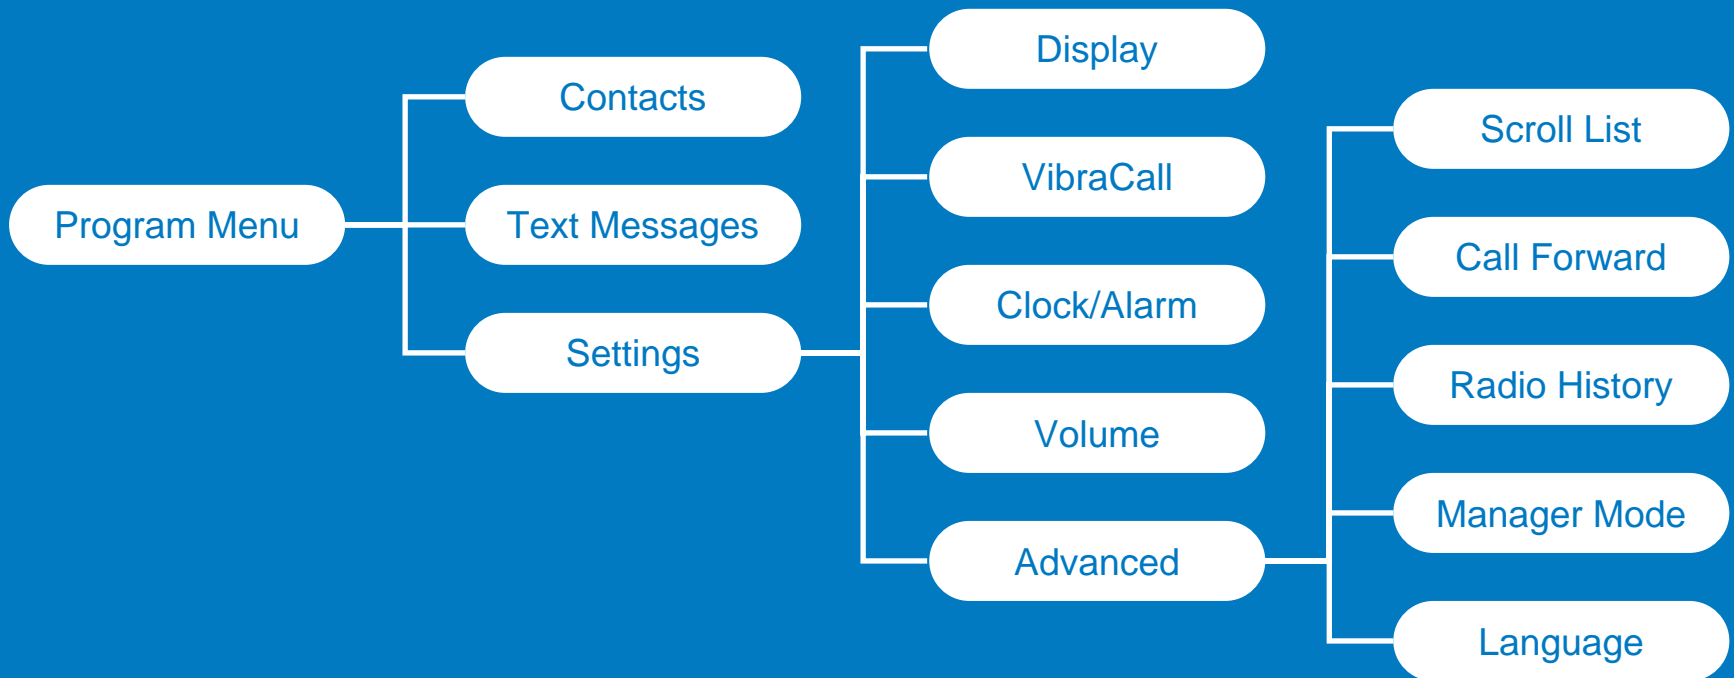 Program Menu
Contacts
Text Messages
Settings
Display
VibraCall
Clock/Alarm
Volume
Advanced
Scroll List
Call Forward
Radio History
Manager Mode
Language